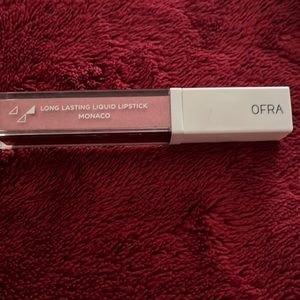 LONG LASTING LIQUID LIPSTICK
MONACO
OFRA